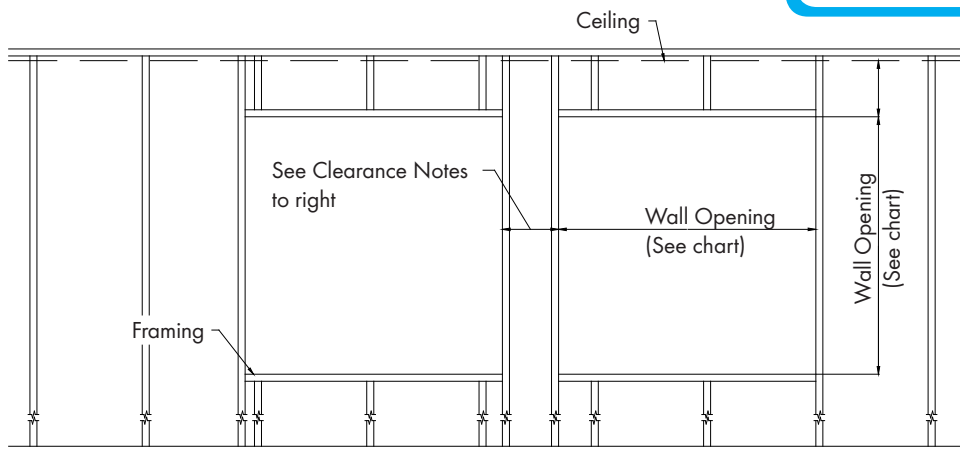 Ceiling
See Clearance Notes
to right
Wall Opening
(See chart)
Wall Opening
(See chart)
Framing